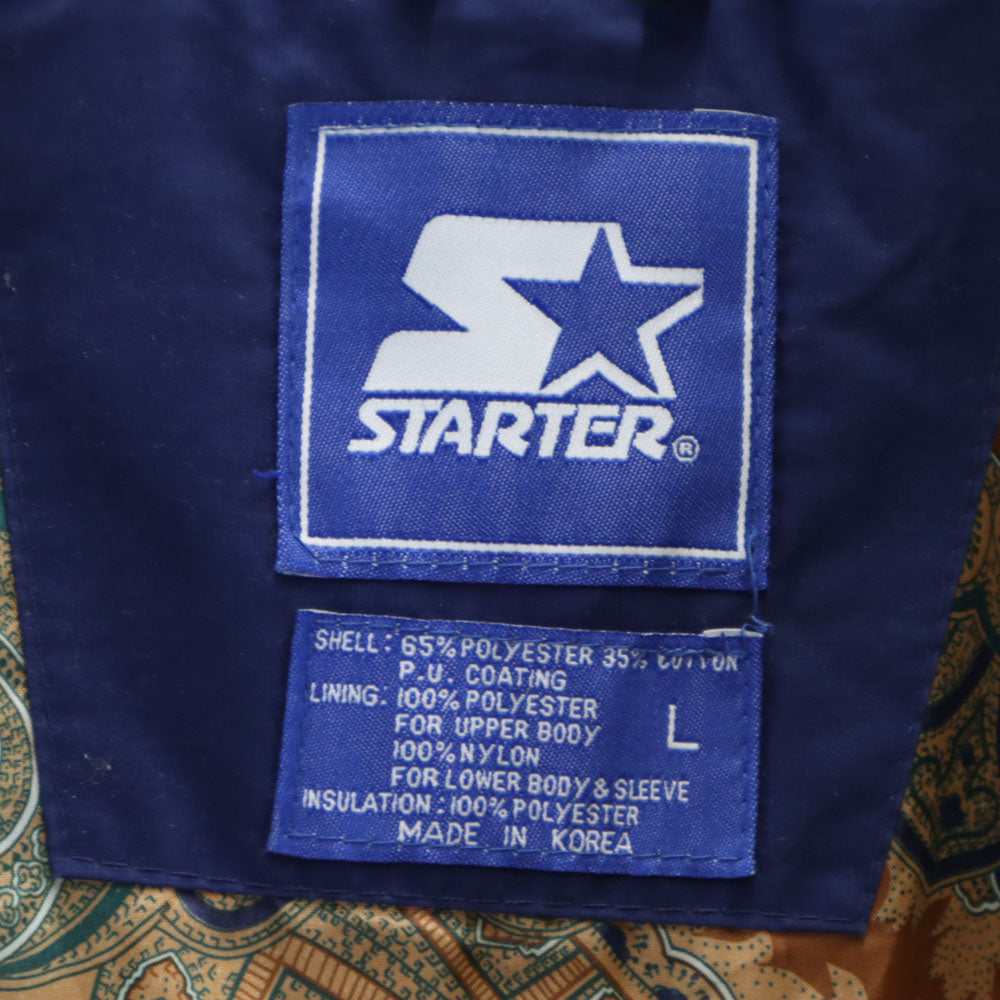 STARTER®
SHELL: 65% POLYESTER 35% COTTON
P.U. COATING
LINING: 100% POLYESTER
FOR UPPER BODY
100% NYLON
FOR LOWER BODY & SLEEVE
INSULATION: 100% POLYESTER
MADE IN KOREA
L